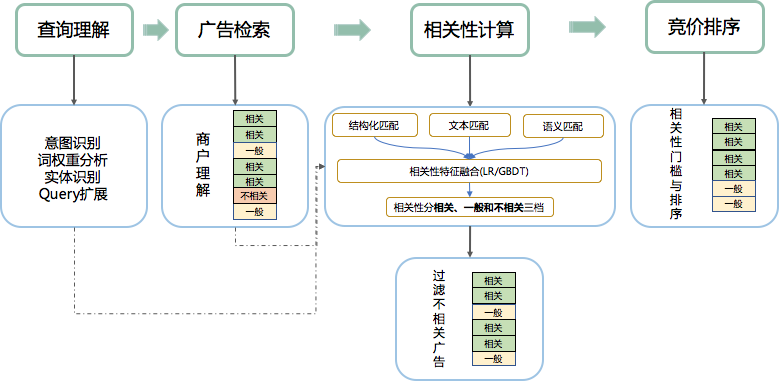 查询理解
广告检索
相关性计算
竞价排序
意图识别
词权重分析
实体识别
Query扩展
商户理解
相关
相关
一般
相关
相关
不相关
一般
结构化匹配
文本匹配
语义匹配
相关性特征融合(LR/GBDT)
相关性分相关、一般和不相关三档
过滤不相关广告
相关
相关
一般
相关
相关
一般
相关性门槛与排序
相关
相关
相关
相关
一般
一般